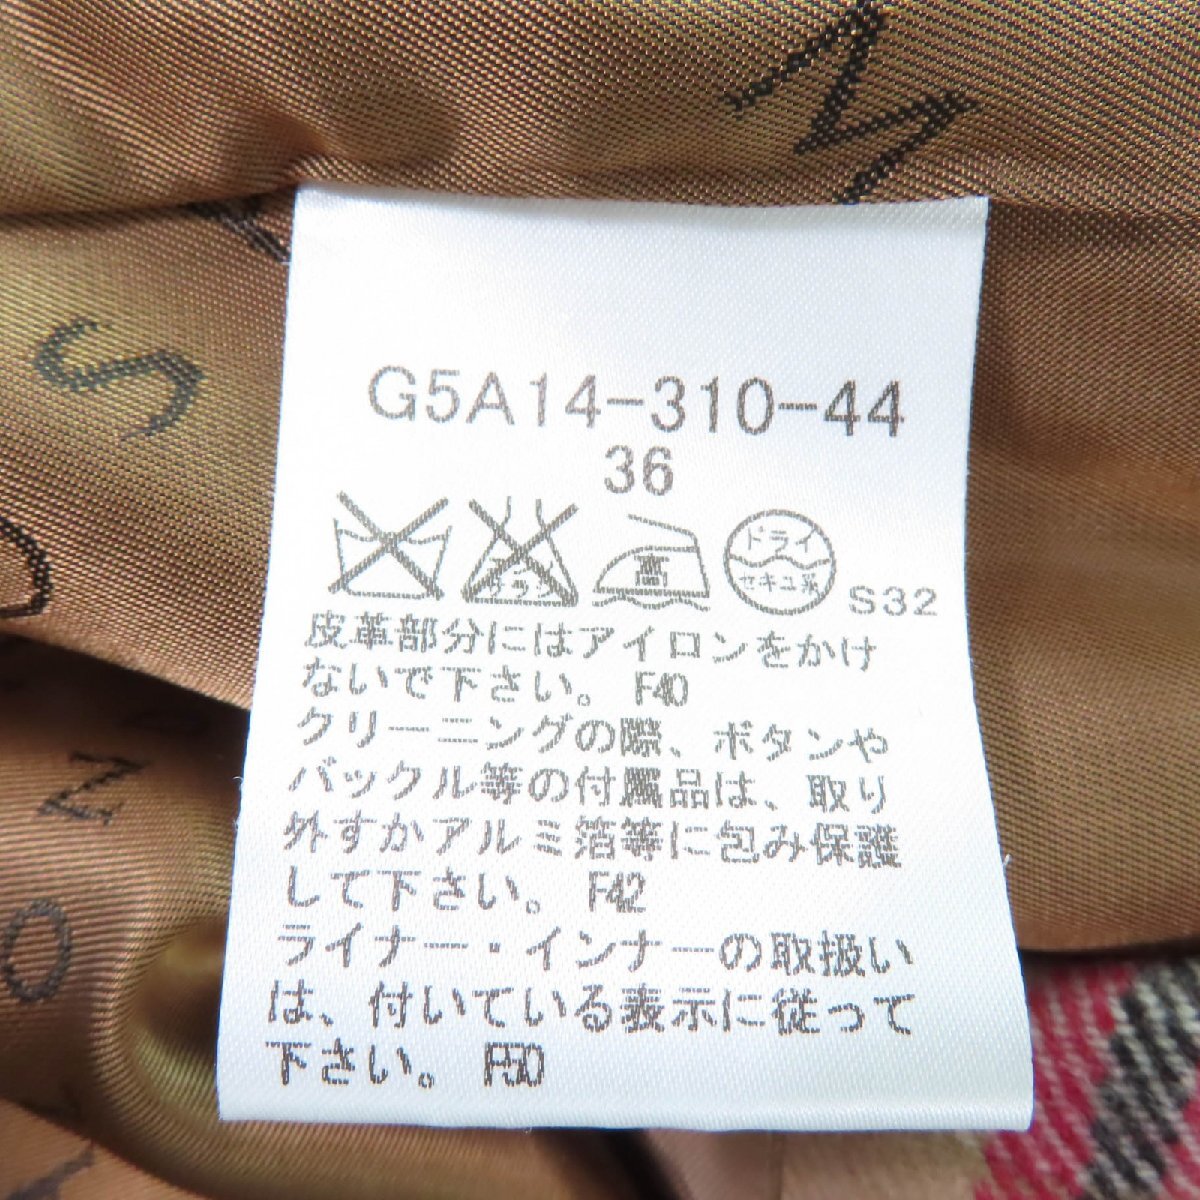 G5A14-310-44
36
ドライ
セキユ系
高
S32
皮革部分にはアイロンをかけ
ないで下さい。 F40
クリーニングの際、ボタンや
バックル等の付属品は、取り
外すかアルミ箔等に包み保護
して下さい。 F42
ライナー・インナーの取扱い
は、付いている表示に従って
下さい。 F50